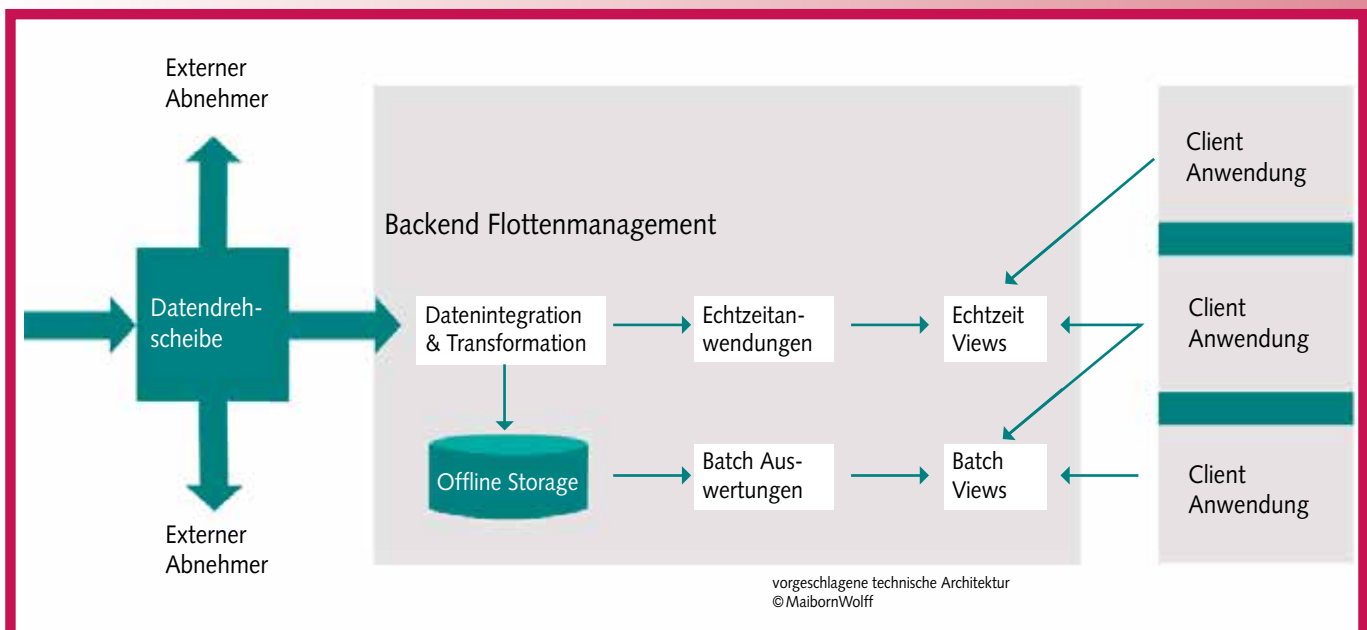 Externer
Abnehmer
Client
Anwendung
Backend Flottenmanagement
Datendreh-
scheibe
Datenintegration
& Transformation
Echtzeitan-
wendungen
Echtzeit
Views
Client
Anwendung
Offline Storage
Batch Aus-
wertungen
Batch
Views
Client
Anwendung
Externer
Abnehmer
vorgeschlagene technische Architektur
© MaibornWolff